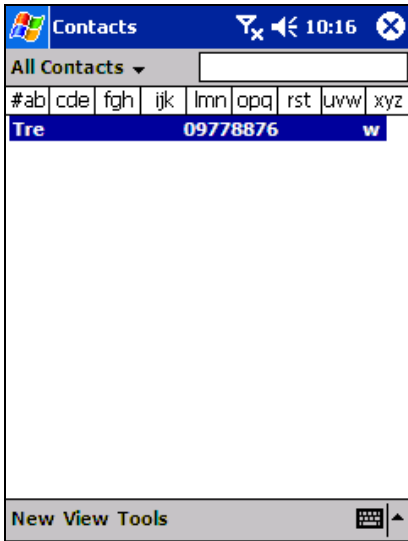 Contacts 10:16
All Contacts
#ab cde fgh ijk lmn opq rst uvw xyz
Tre 09778876 w
New View Tools